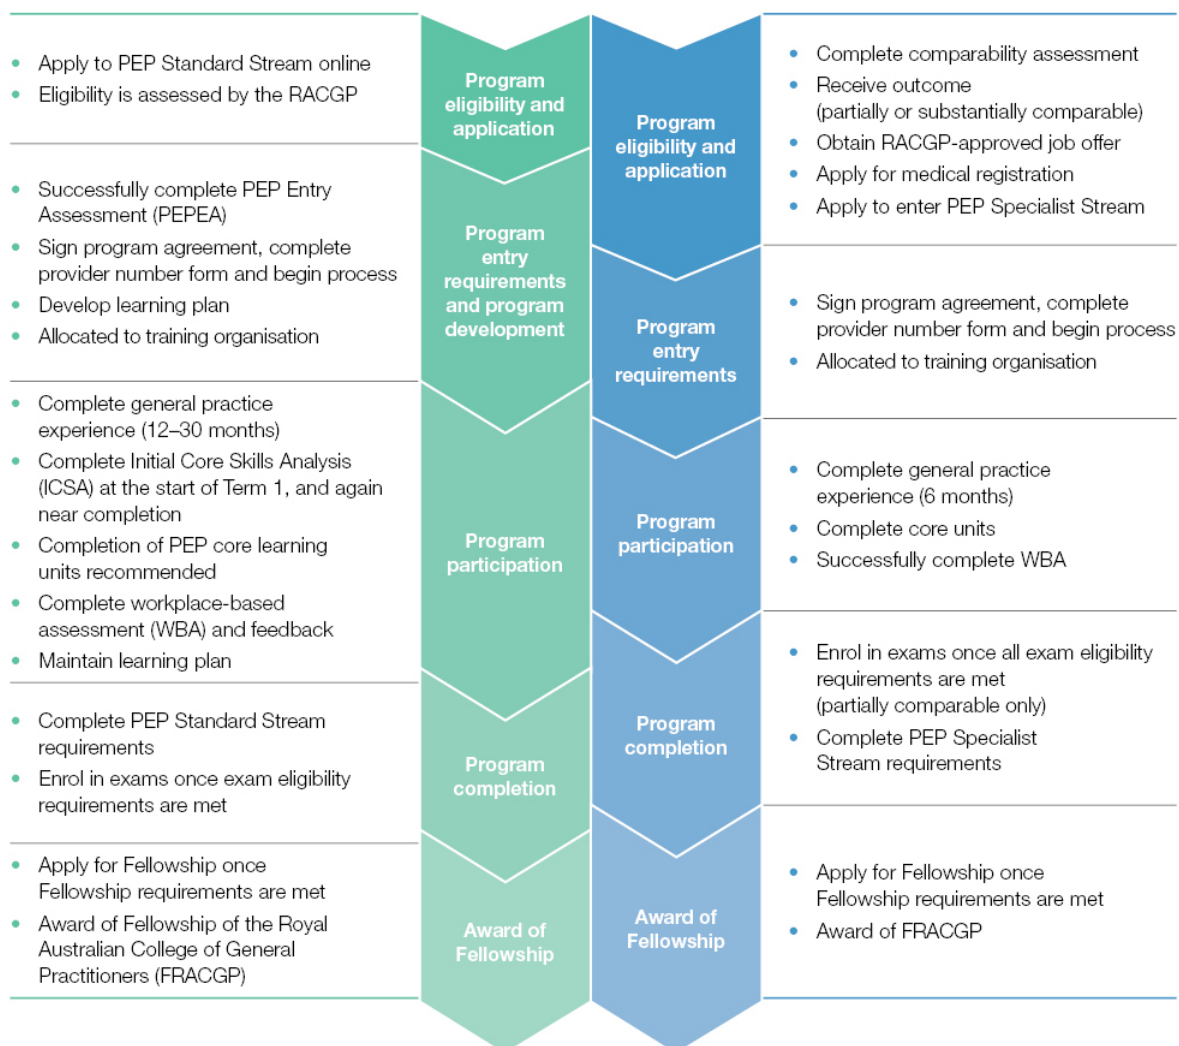 • Apply to PEP Standard Stream online
• Eligibility is assessed by the RACGP
Program
eligibility and
application
• Successfully complete PEP Entry
Assessment (PEPEA)
• Sign program agreement, complete
provider number form and begin process
• Develop learning plan
• Allocated to training organisation
Program
entry
requirements
and program
development
• Complete general practice
experience (12–30 months)
• Complete Initial Core Skills Analysis
(ICSA) at the start of Term 1, and again
near completion
• Completion of PEP core learning
units recommended
• Complete workplace-based
assessment (WBA) and feedback
• Maintain learning plan
Program
participation
• Complete PEP Standard Stream
requirements
• Enrol in exams once exam eligibility
requirements are met
Program
completion
• Apply for Fellowship once
Fellowship requirements are met
• Award of Fellowship of the Royal
Australian College of General
Practitioners (FRACGP)
Award of
Fellowship
Program
eligibility and
application
• Complete comparability assessment
• Receive outcome
(partially or substantially comparable)
• Obtain RACGP-approved job offer
• Apply for medical registration
• Apply to enter PEP Specialist Stream
Program
entry
requirements
• Sign program agreement, complete
provider number form and begin process
• Allocated to training organisation
Program
participation
• Complete general practice
experience (6 months)
• Complete core units
• Successfully complete WBA
Program
completion
• Enrol in exams once all exam eligibility
requirements are met
(partially comparable only)
• Complete PEP Specialist
Stream requirements
Award of
Fellowship
• Apply for Fellowship once
Fellowship requirements are met
• Award of FRACGP